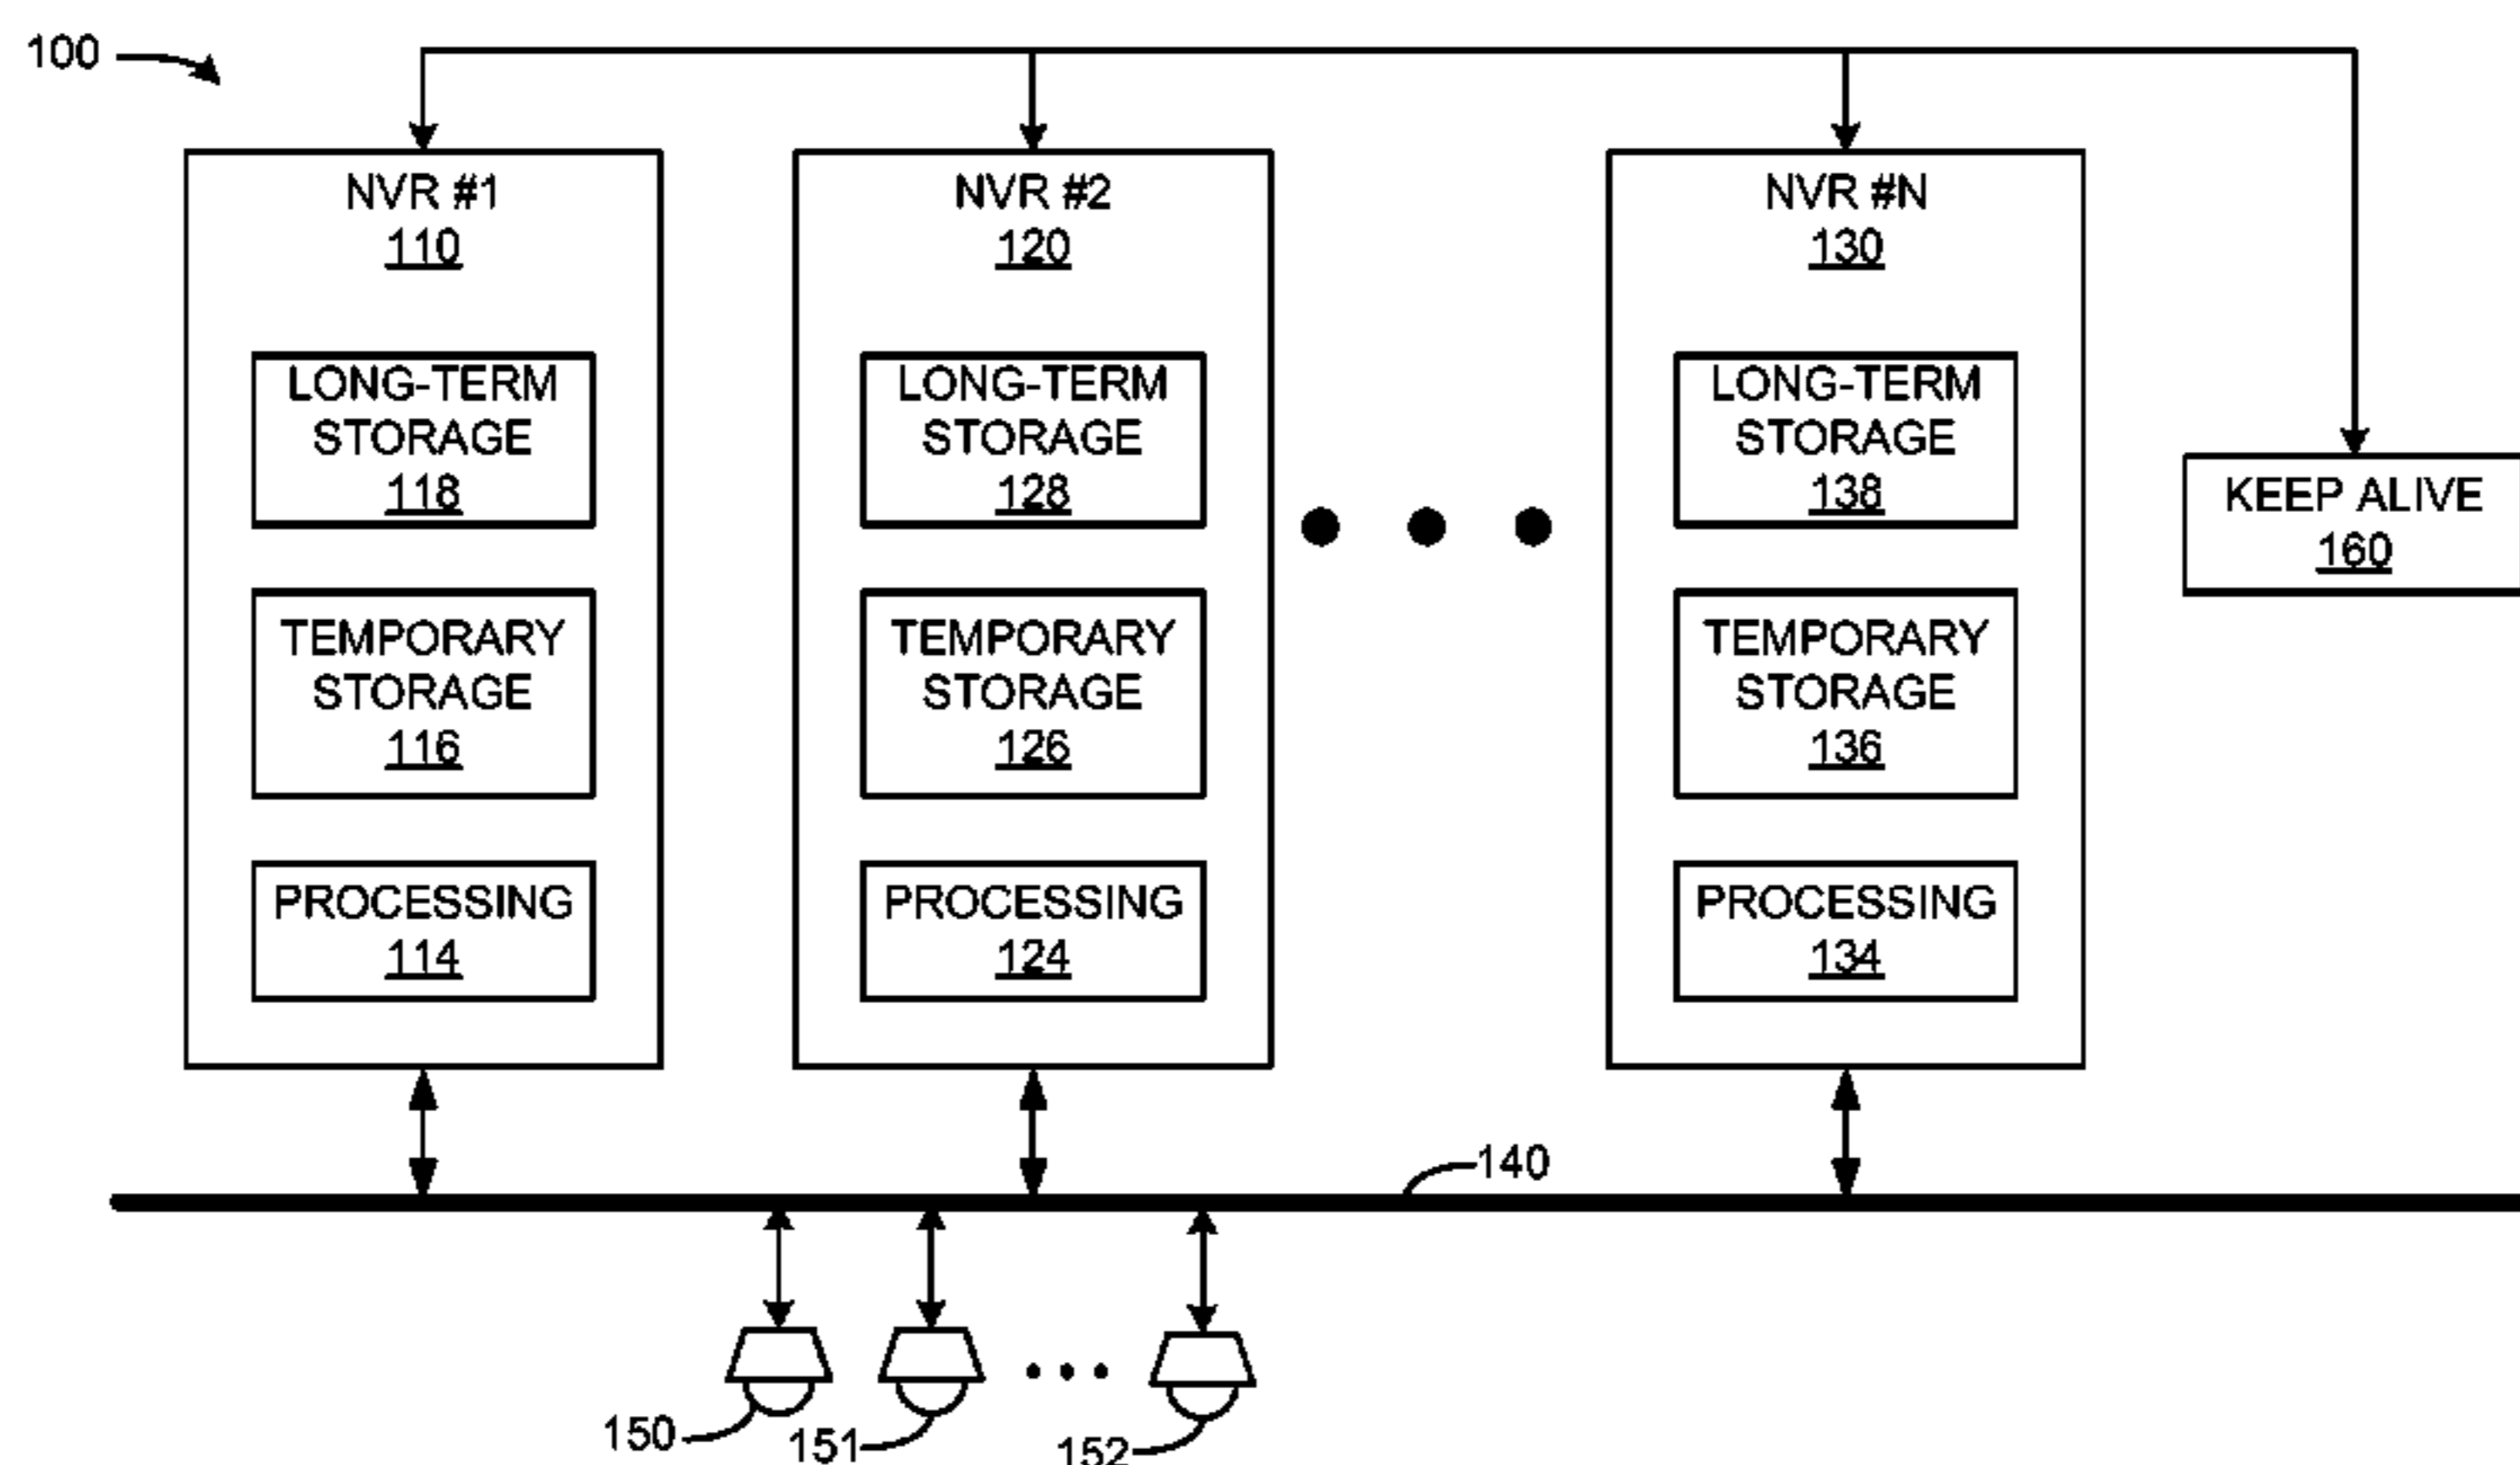 100
NVR #1
110
LONG-TERM
STORAGE
118
TEMPORARY
STORAGE
116
PROCESSING
114
NVR #2
120
LONG-TERM
STORAGE
128
TEMPORARY
STORAGE
126
PROCESSING
124
NVR #N
130
LONG-TERM
STORAGE
138
TEMPORARY
STORAGE
136
PROCESSING
134
KEEP ALIVE
160
140
150
151
152